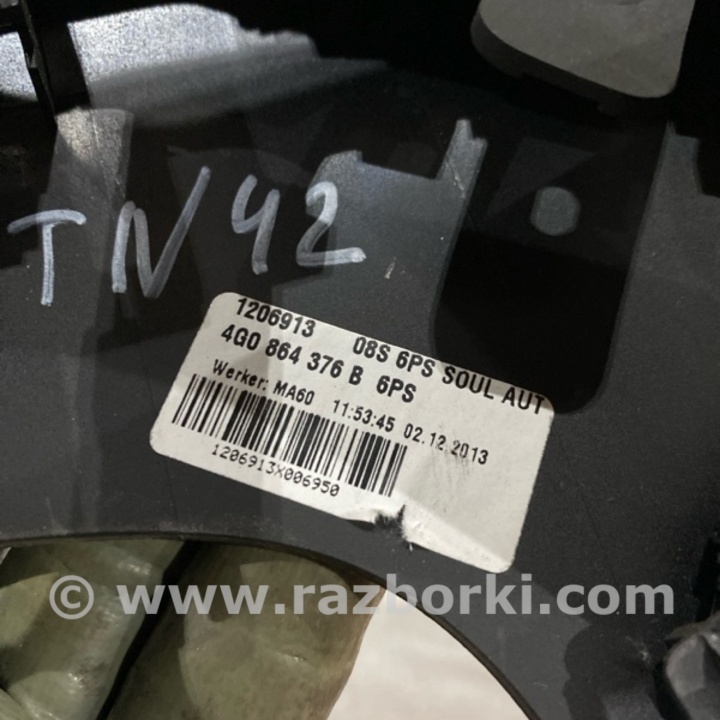 TN42
1206913 08S 6PS SOUL AUT
4G0 864 376 B 6PS
Werker: MA60 11:53:45 02.12.2013
1206913X006950
© www.razborki.com